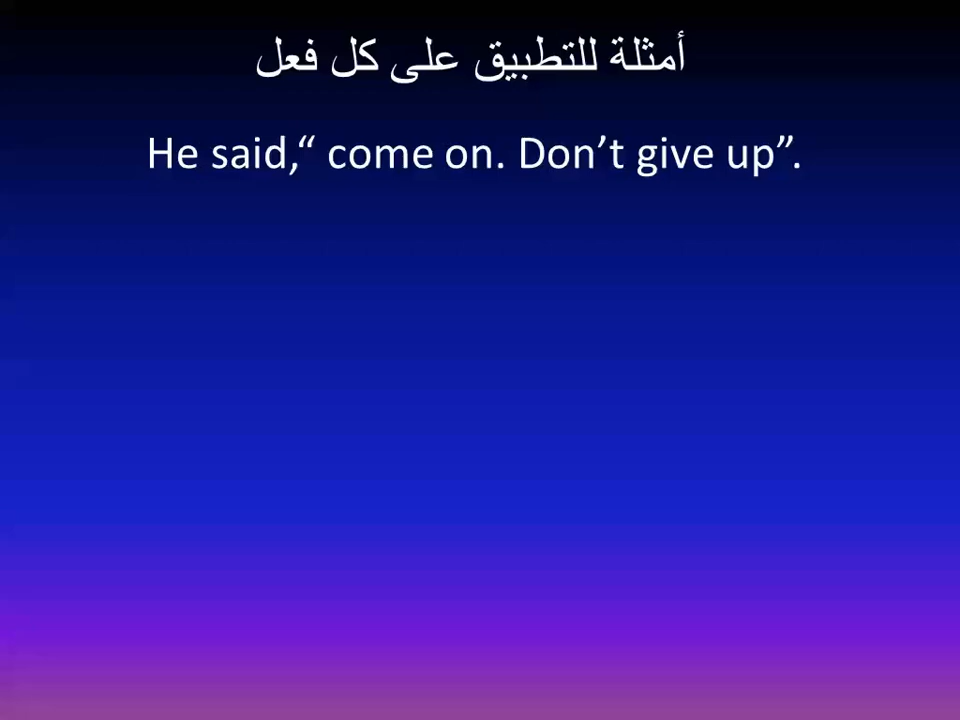 أمثلة للتطبيق على كل فعل
He said,“ come on. Don’t give up”.